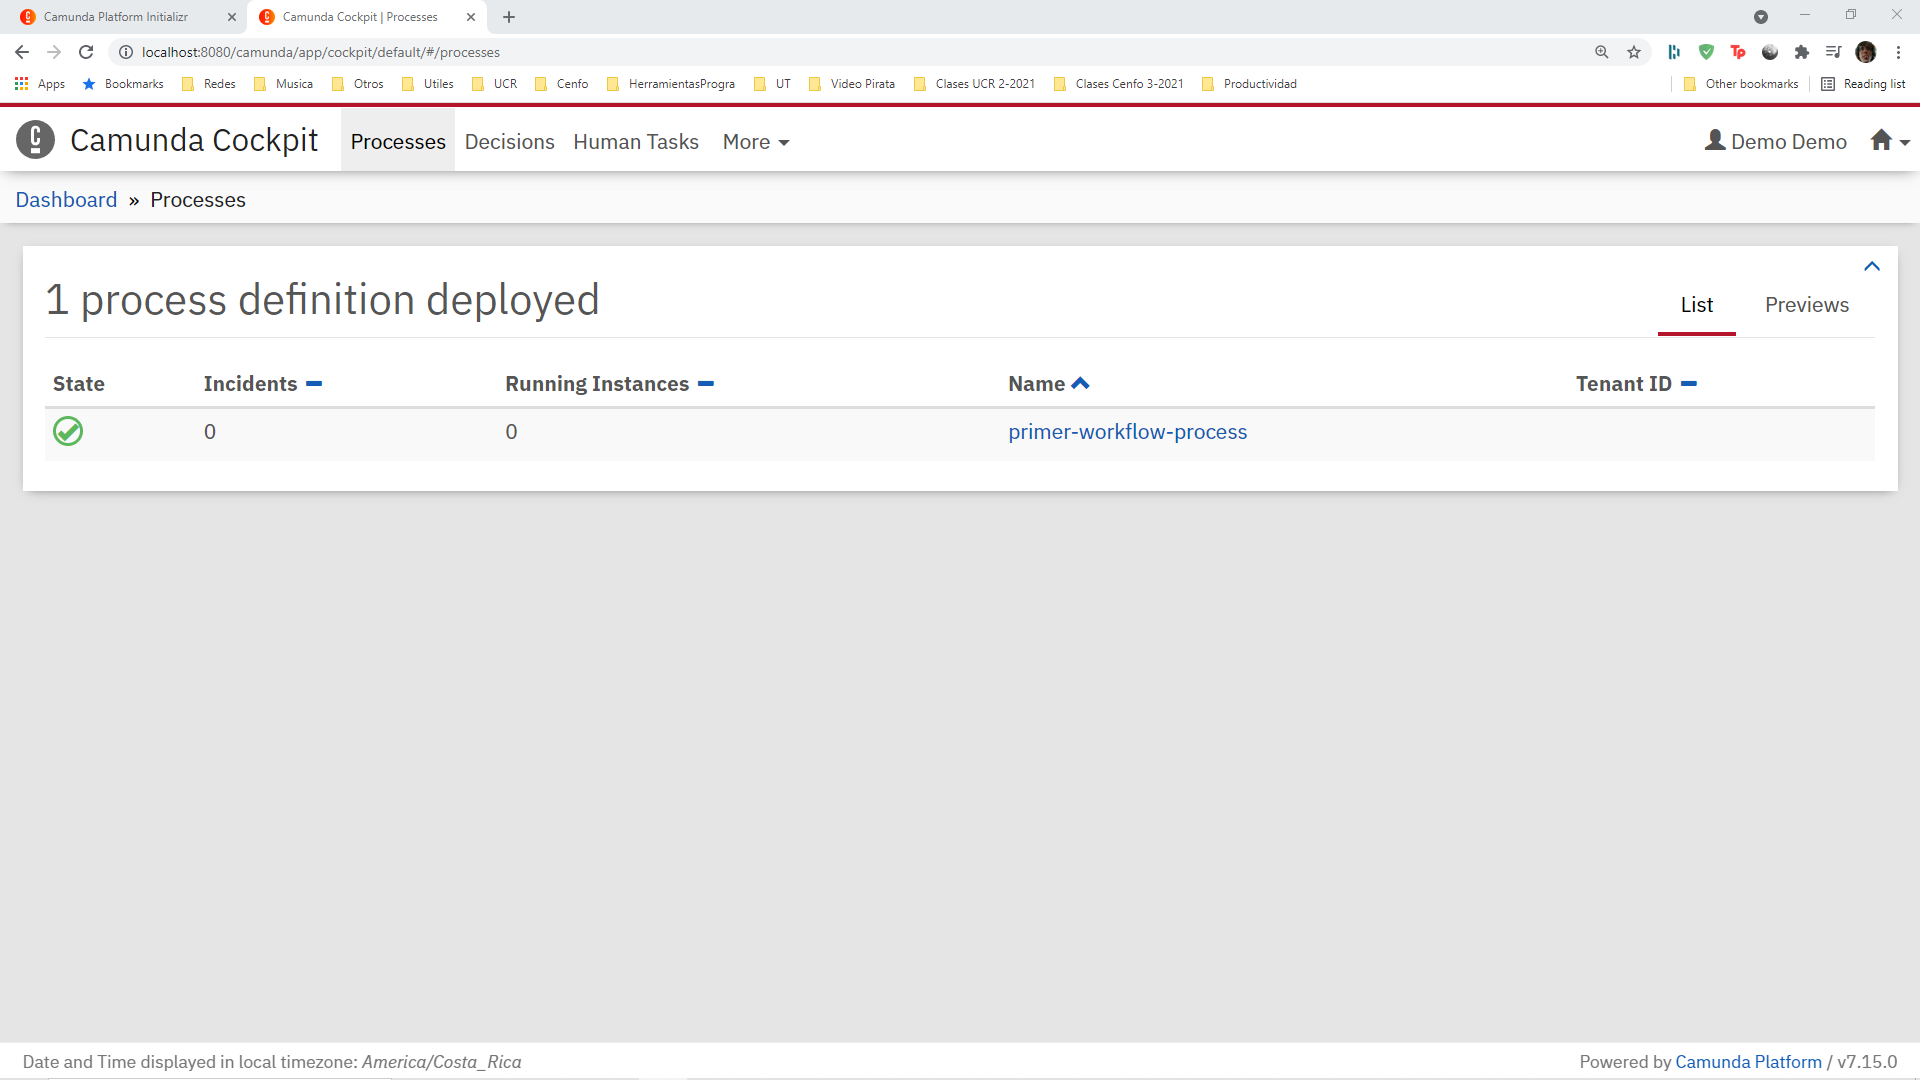 Camunda Platform Initializr
Camunda Cockpit | Processes
localhost:8080/camunda/app/cockpit/default/#/processes
Apps Bookmarks Redes Musica Otros Utiles UCR Cenfo HerramientasProgra UT Video Pirata Clases UCR 2-2021 Clases Cenfo 3-2021 Productividad Other bookmarks Reading list
Camunda Cockpit Processes Decisions Human Tasks More Demo Demo
Dashboard » Processes
1 process definition deployed
List Previews
State Incidents Running Instances Name Tenant ID
0 0 primer-workflow-process
Date and Time displayed in local timezone: America/Costa_Rica
Powered by Camunda Platform / v7.15.0